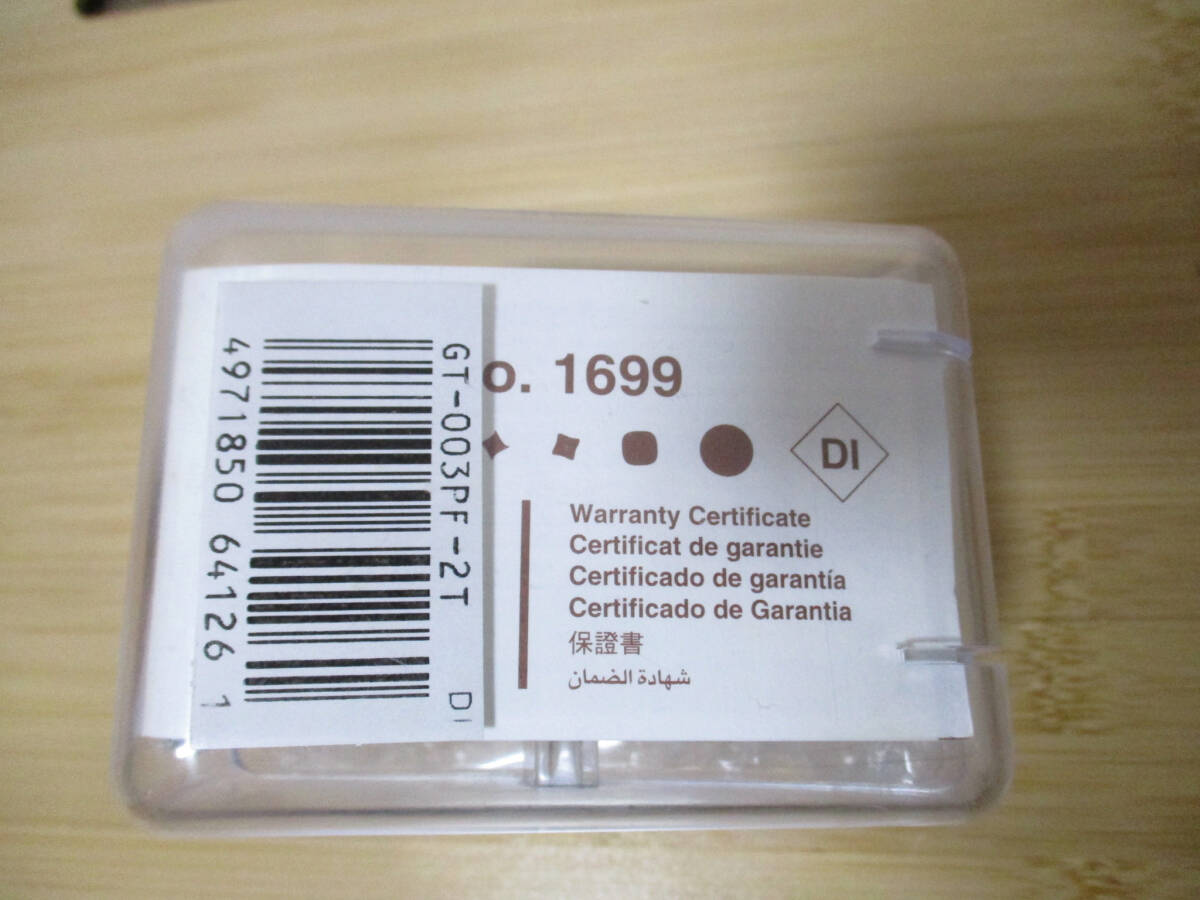 GT-003PF-2T DI
4971850 64126 1
o. 1699
DI
Warranty Certificate
Certificat de garantie
Certificado de garantía
Certificado de Garantia
保證書
شهادة الضمان